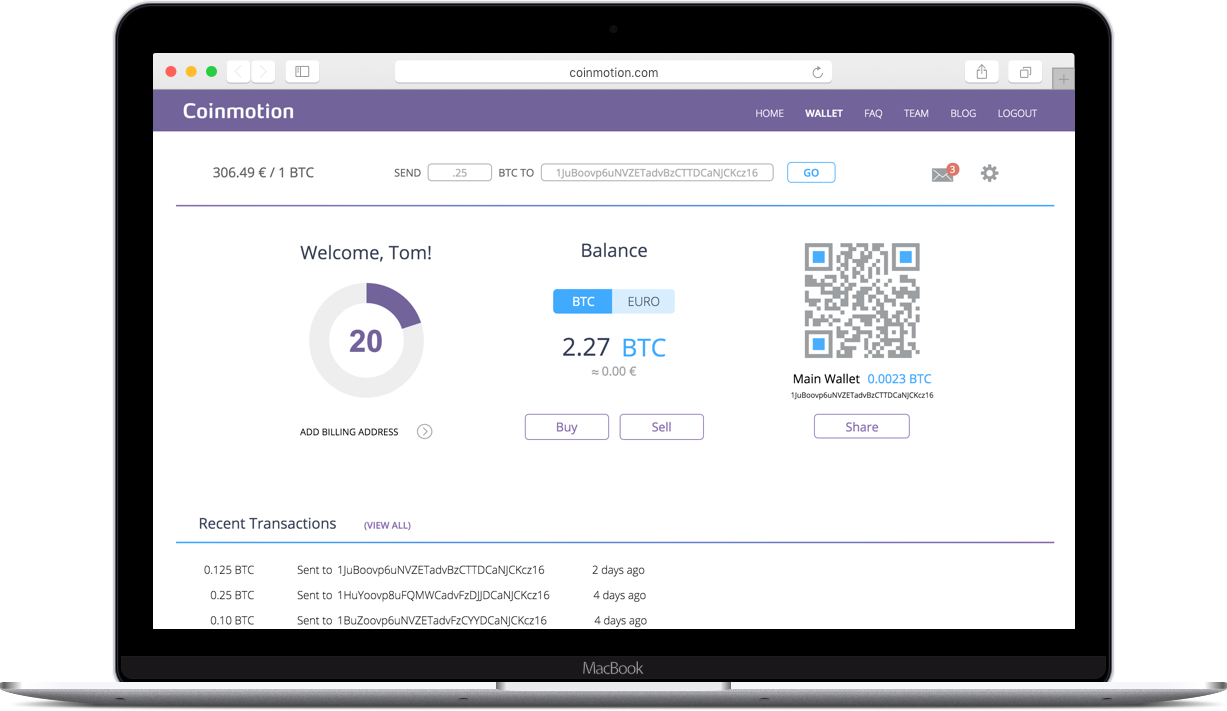 coinmotion.com
Coinmotion HOME WALLET FAQ TEAM BLOG LOGOUT
306.49 € / 1 BTC SEND .25 BTC TO 1JuBoovp6uNVZETadvBzCTTDCaNJCKcz16 GO 3
Welcome, Tom!
20
ADD BILLING ADDRESS
Balance
BTC EURO
2.27 BTC
≈ 0.00 €
Buy Sell
Main Wallet 0.0023 BTC
1JuBoovp6uNVZETadvBzCTTDCaNJCKcz16
Share
Recent Transactions (VIEW ALL)
0.125 BTC Sent to 1JuBoovp6uNVZETadvBzCTTDCaNJCKcz16 2 days ago
0.25 BTC Sent to 1HuYoovp8uFQMWCadvFzDJJDCaNJCKcz16 4 days ago
0.10 BTC Sent to 1BuZoovp6uNVZETadvFzCYYDCaNJCKcz16 4 days ago
MacBook